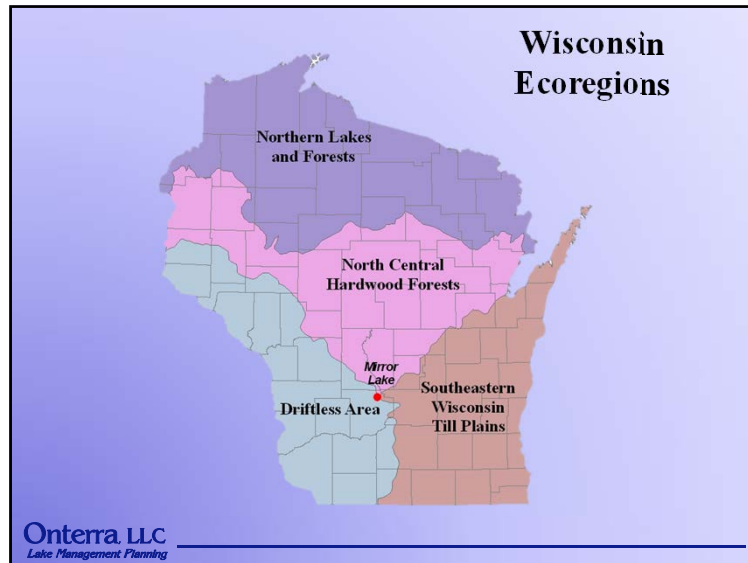 Wisconsin
Ecoregions
Northern Lakes
and Forests
North Central
Hardwood Forests
Mirror
Lake
Driftless Area
Southeastern
Wisconsin
Till Plains
Onterra, LLC
Lake Management Planning